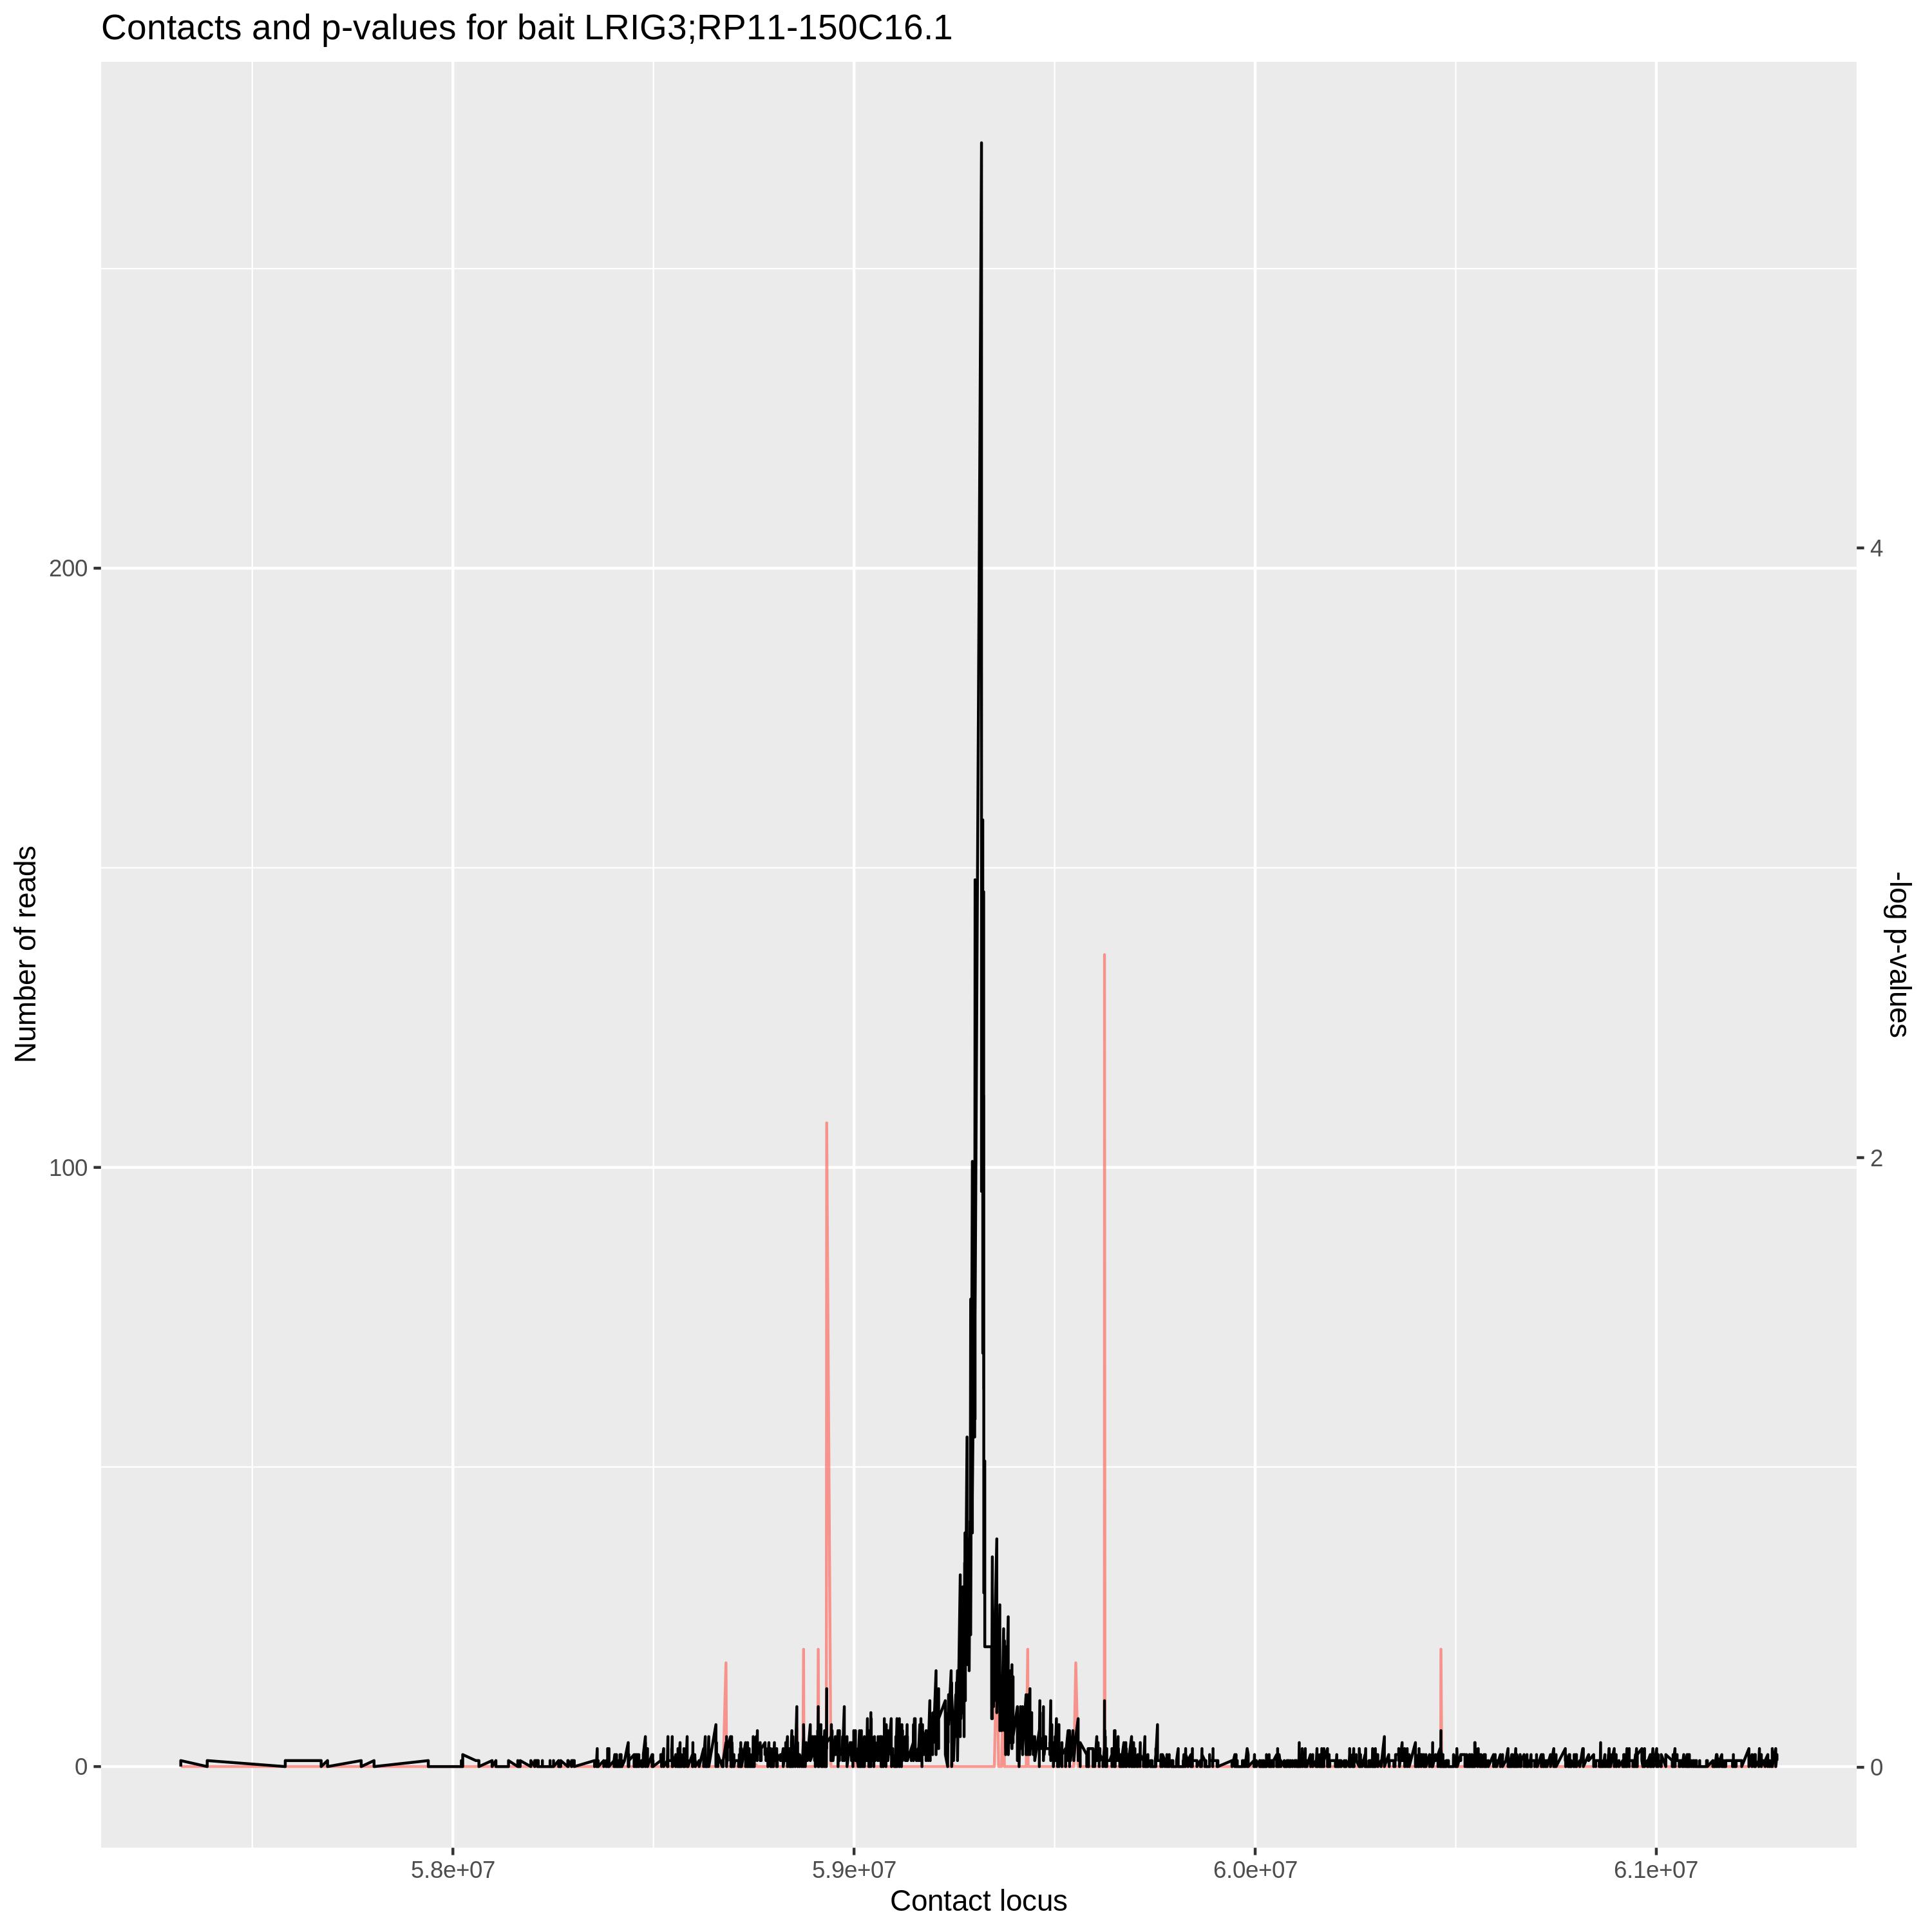 Contacts and p-values for bait LRIG3;RP11-150C16.1
200
100
0
Number of reads
4
2
0
-log p-values
5.8e+07
5.9e+07
6.0e+07
6.1e+07
Contact locus